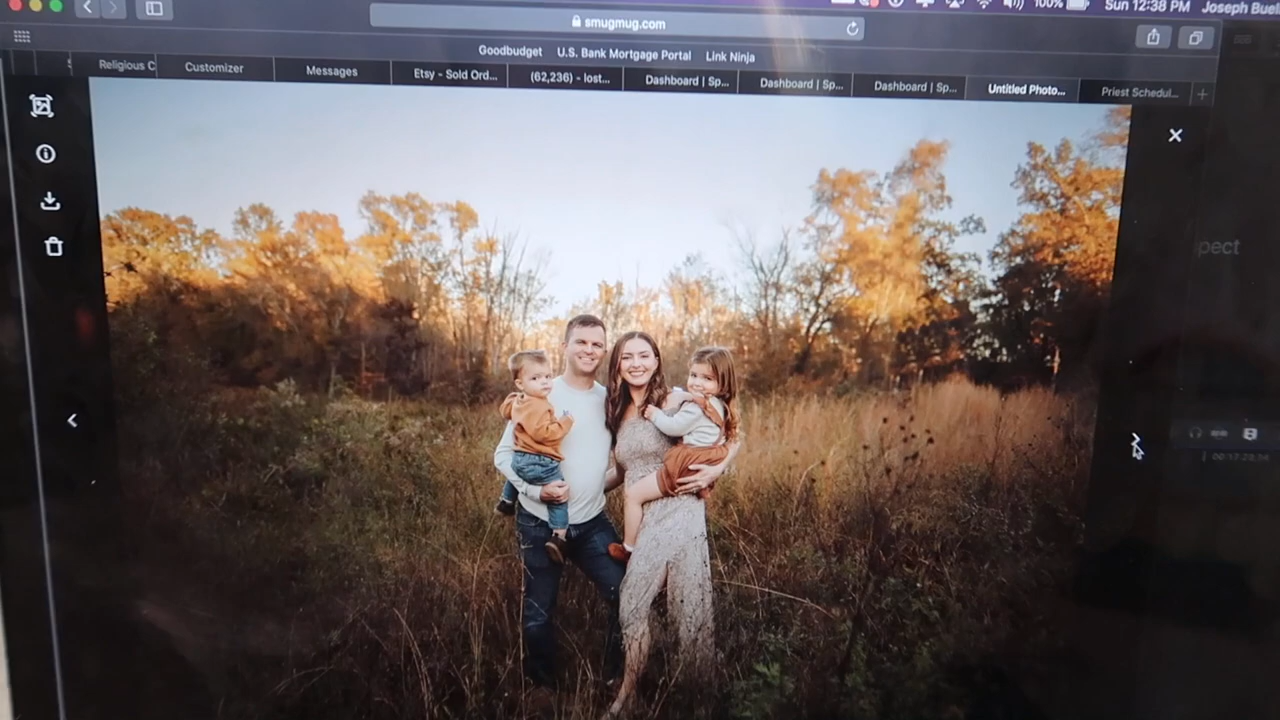 100%
Sun 12:38 PM Joseph Buel
smugmug.com
Goodbudget U.S. Bank Mortgage Portal Link Ninja
Religious C Customizer Messages Etsy - Sold Ord... (62,236) - lost... Dashboard | Sp... Dashboard | Sp... Dashboard | Sp... Untitled Photo... Priest Schedul... +
pect